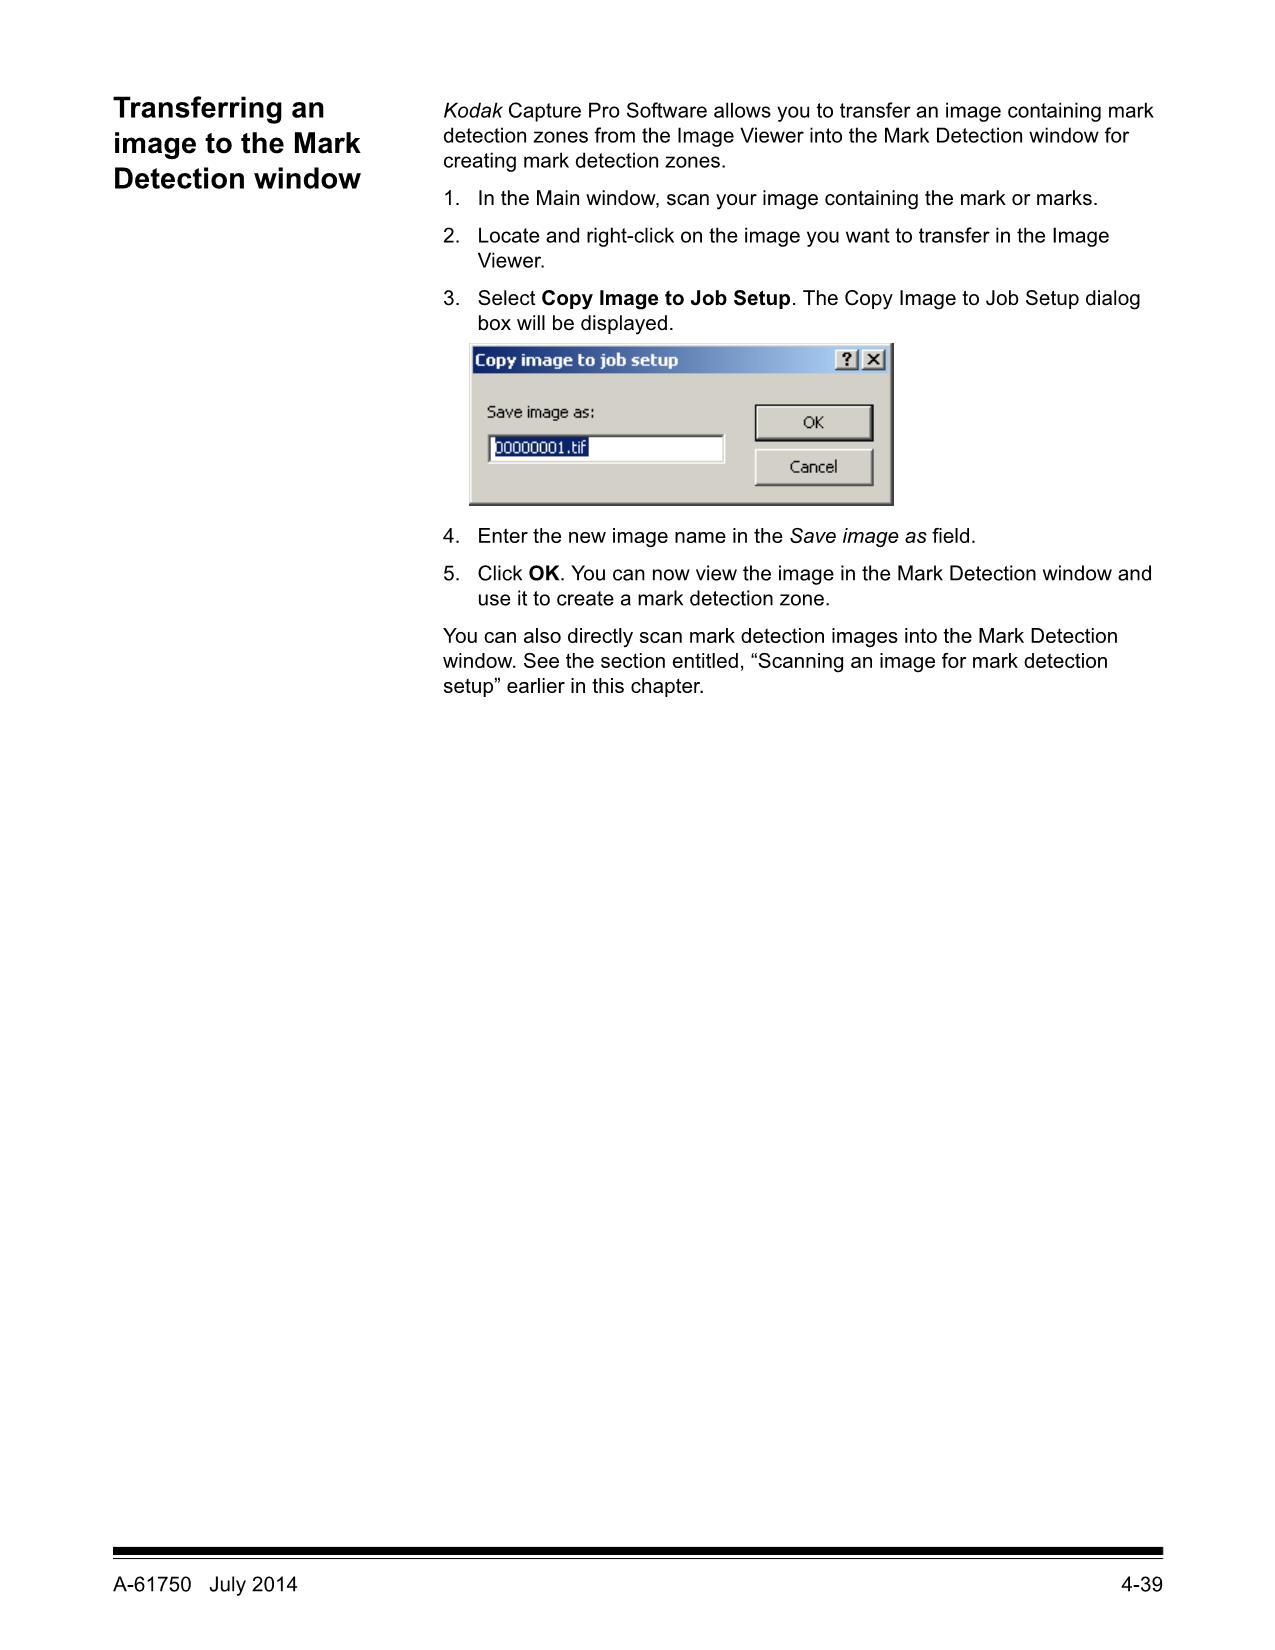 Transferring an
image to the Mark
Detection window
Kodak Capture Pro Software allows you to transfer an image containing mark
detection zones from the Image Viewer into the Mark Detection window for
creating mark detection zones.
1. In the Main window, scan your image containing the mark or marks.
2. Locate and right-click on the image you want to transfer in the Image
Viewer.
3. Select Copy Image to Job Setup. The Copy Image to Job Setup dialog
box will be displayed.
Copy image to job setup
Save image as:
00000001.tif
OK
Cancel
4. Enter the new image name in the Save image as field.
5. Click OK. You can now view the image in the Mark Detection window and
use it to create a mark detection zone.
You can also directly scan mark detection images into the Mark Detection
window. See the section entitled, “Scanning an image for mark detection
setup” earlier in this chapter.
A-61750 July 2014 4-39